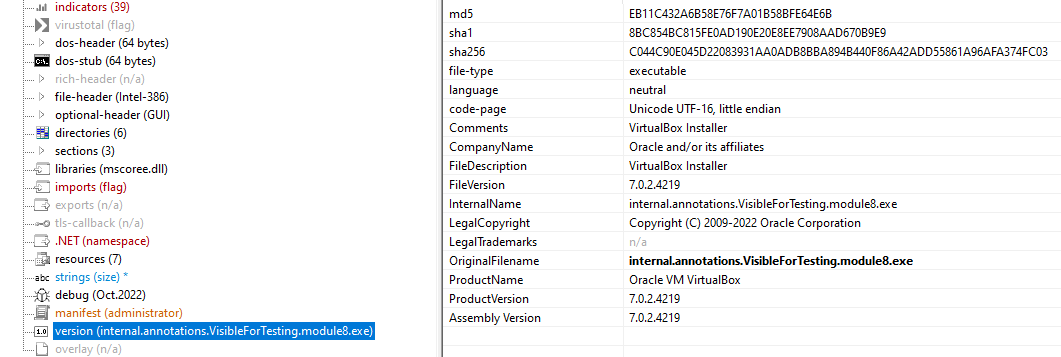 indicators (39)
virustotal (flag)
dos-header (64 bytes)
dos-stub (64 bytes)
rich-header (n/a)
file-header (Intel-386)
optional-header (GUI)
directories (6)
sections (3)
libraries (mscoree.dll)
imports (flag)
exports (n/a)
tls-callback (n/a)
.NET (namespace)
resources (7)
abc strings (size) *
debug (Oct.2022)
manifest (administrator)
1.0 version (internal.annotations.VisibleForTesting.module8.exe)
overlay (n/a)
md5 EB11C432A6B58E76F7A01B58BFE64E6B
sha1 8BC854BC815FE0AD190E20E8EE7908AAD670B9E9
sha256 C044C90E045D22083931AA0ADB8BBA894B440F86A42ADD55861A96AFA374FC03
file-type executable
language neutral
code-page Unicode UTF-16, little endian
Comments VirtualBox Installer
CompanyName Oracle and/or its affiliates
FileDescription VirtualBox Installer
FileVersion 7.0.2.4219
InternalName internal.annotations.VisibleForTesting.module8.exe
LegalCopyright Copyright (C) 2009-2022 Oracle Corporation
LegalTrademarks n/a
OriginalFilename internal.annotations.VisibleForTesting.module8.exe
ProductName Oracle VM VirtualBox
ProductVersion 7.0.2.4219
Assembly Version 7.0.2.4219